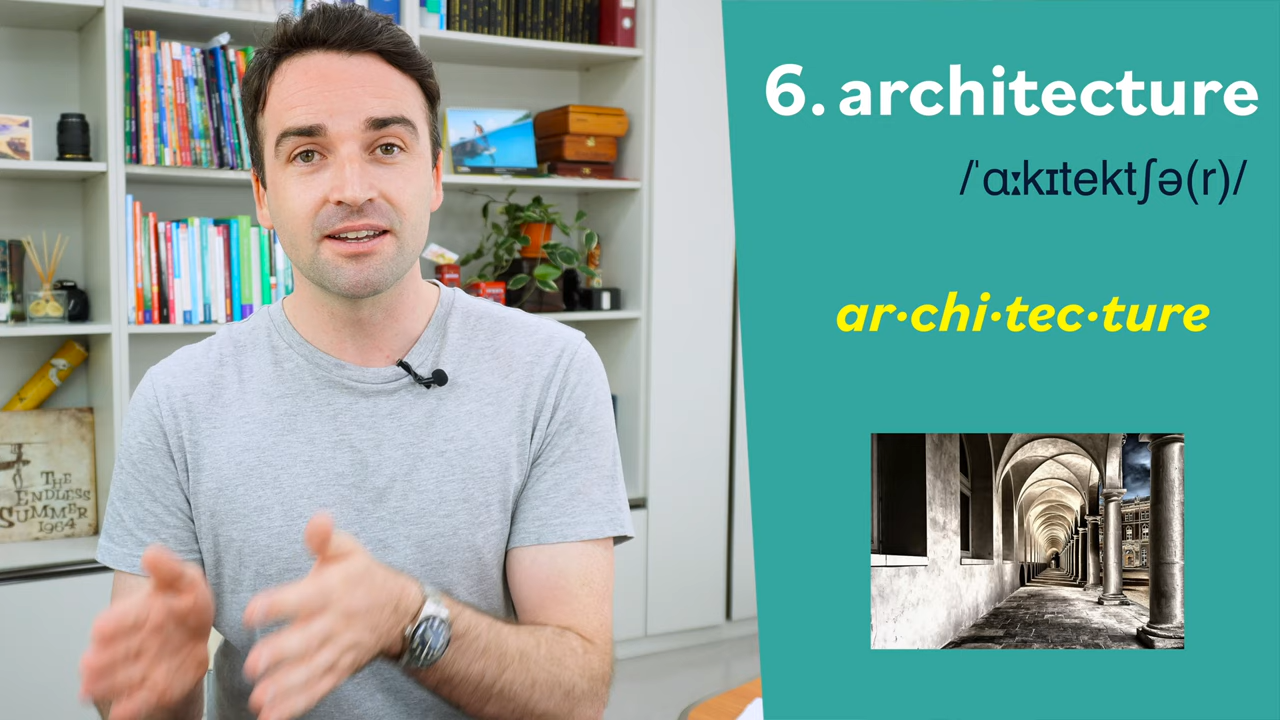 6. architecture
/ˈɑːkɪtektʃə(r)/
ar·chi·tec·ture
THE
ENDLESS
SUMMER
1964